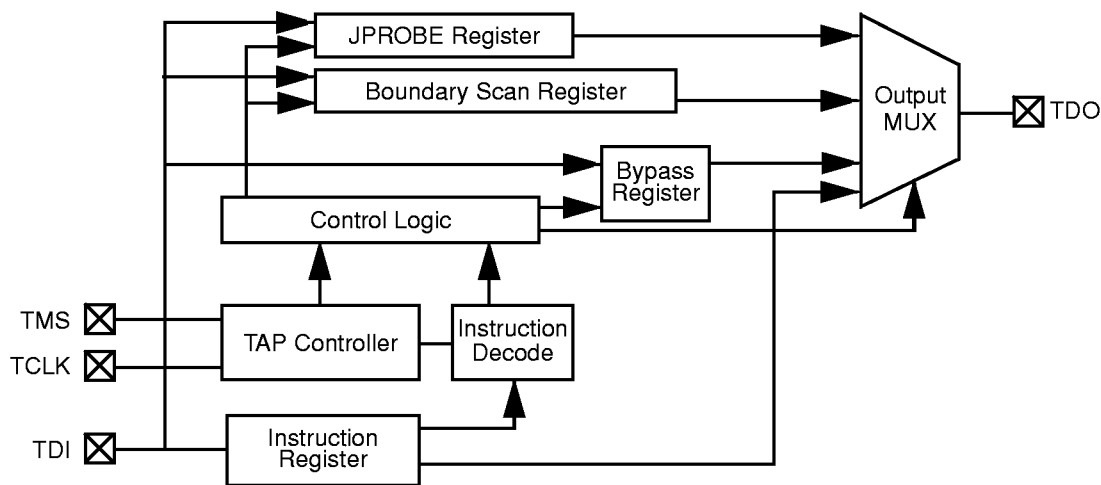 JPROBE Register
Boundary Scan Register
Output
MUX
TDO
Bypass
Register
Control Logic
TMS
TCLK
TAP Controller
Instruction
Decode
TDI
Instruction
Register